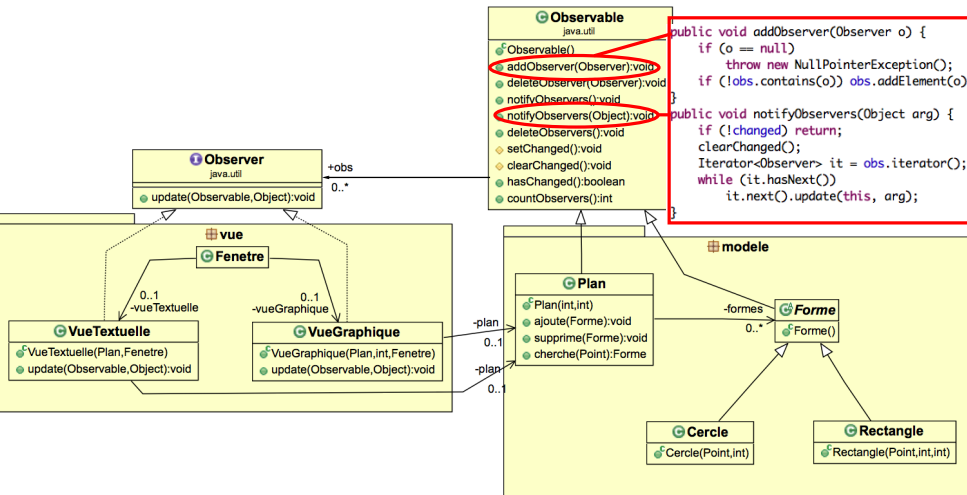 Observable
java.util
Observable()
addObserver(Observer):void
deleteObserver(Observer):void
notifyObservers():void
notifyObservers(Object):void
deleteObservers():void
setChanged():void
clearChanged():void
hasChanged():boolean
countObservers():int
public void addObserver(Observer o) {
if (o == null)
throw new NullPointerException();
if (!obs.contains(o)) obs.addElement(o)
}
public void notifyObservers(Object arg) {
if (!changed) return;
clearChanged();
Iterator<Observer> it = obs.iterator();
while (it.hasNext())
it.next().update(this, arg);
}
Observer
java.util
update(Observable,Object):void
+obs
0..*
vue
Fenetre
0..1
-vueTextuelle
0..1
-vueGraphique
VueTextuelle
VueTextuelle(Plan,Fenetre)
update(Observable,Object):void
VueGraphique
VueGraphique(Plan,int,Fenetre)
update(Observable,Object):void
-plan
0..1
-plan
0..1
modele
Plan
Plan(int,int)
ajoute(Forme):void
supprime(Forme):void
cherche(Point):Forme
-formes
0..*
Forme
Forme()
Cercle
Cercle(Point,int)
Rectangle
Rectangle(Point,int,int)